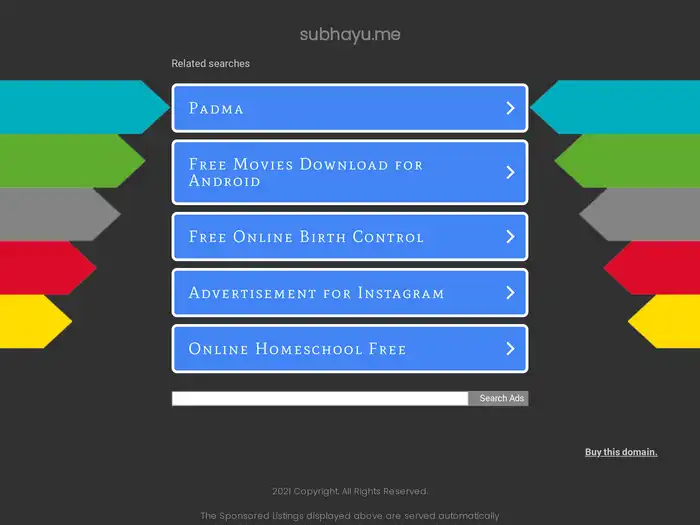 subhayu.me
Related searches
Padma
Free Movies Download for
Android
Free Online Birth Control
Advertisement for Instagram
Online Homeschool Free
Search Ads
Buy this domain.
2021 Copyright. All Rights Reserved.
The Sponsored Listings displayed above are served automatically